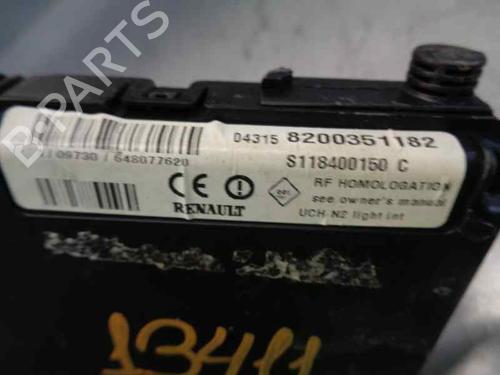 B-PARTS
04315 8200351182
S118400150 C
09730 / 648077620
CE
RENAULT
RF HOMOLOGATION
see owner's manual
UCH-N2 light int
13411